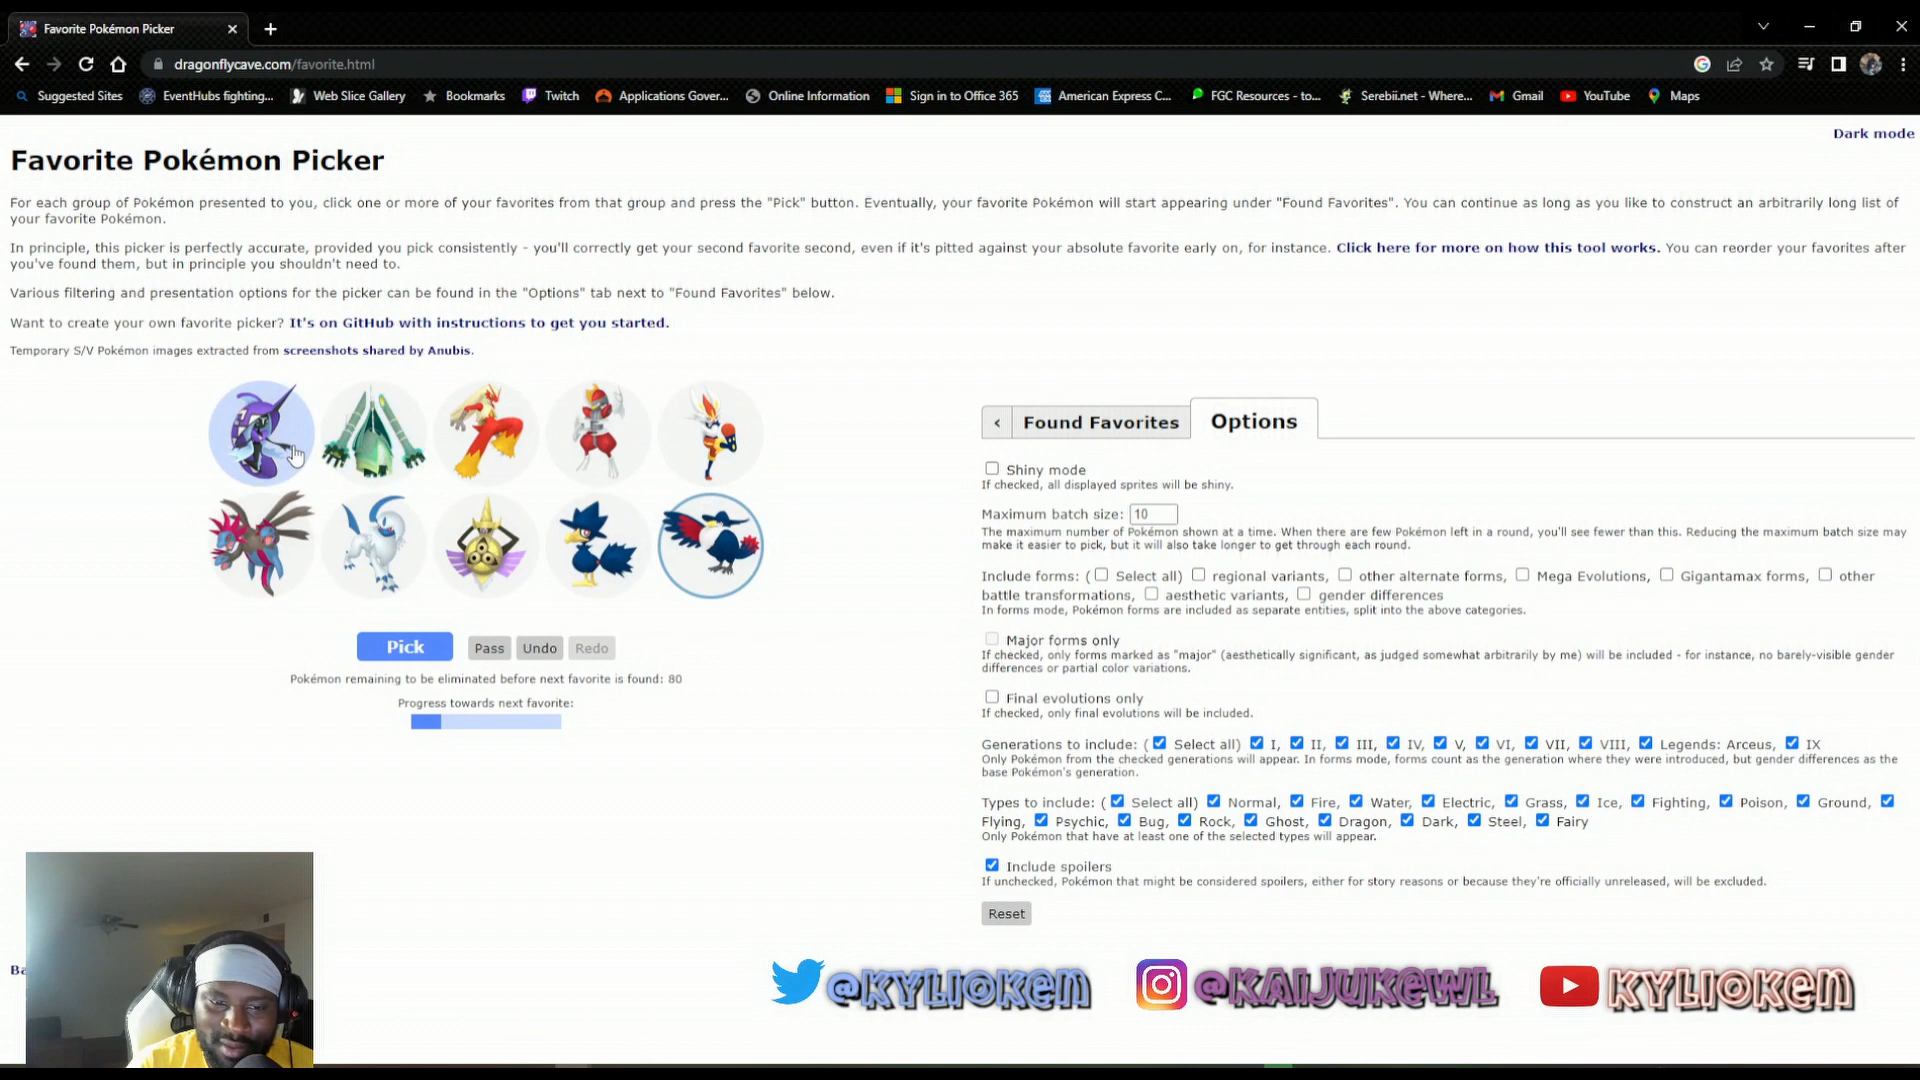 Favorite Pokémon Picker
dragonflycave.com/favorite.html
Suggested Sites
EventHubs fighting...
Web Slice Gallery
Bookmarks
Twitch
Applications Gover...
Online Information
Sign in to Office 365
American Express C...
FGC Resources - to...
Serebii.net - Where...
Gmail
YouTube
Maps
Dark mode
Favorite Pokémon Picker
For each group of Pokémon presented to you, click one or more of your favorites from that group and press the "Pick" button. Eventually, your favorite Pokémon will start appearing under "Found Favorites". You can continue as long as you like to construct an arbitrarily long list of
your favorite Pokémon.
In principle, this picker is perfectly accurate, provided you pick consistently - you'll correctly get your second favorite second, even if it's pitted against your absolute favorite early on, for instance. Click here for more on how this tool works. You can reorder your favorites after
you've found them, but in principle you shouldn't need to.
Various filtering and presentation options for the picker can be found in the "Options" tab next to "Found Favorites" below.
Want to create your own favorite picker? It's on GitHub with instructions to get you started.
Temporary S/V Pokémon images extracted from screenshots shared by Anubis.
Pick Pass Undo Redo
Pokémon remaining to be eliminated before next favorite is found: 80
Progress towards next favorite:
‹ Found Favorites Options
Shiny mode
If checked, all displayed sprites will be shiny.
Maximum batch size: 10
The maximum number of Pokémon shown at a time. When there are few Pokémon left in a round, you'll see fewer than this. Reducing the maximum batch size may
make it easier to pick, but it will also take longer to get through each round.
Include forms: ( Select all) regional variants, other alternate forms, Mega Evolutions, Gigantamax forms, other
battle transformations, aesthetic variants, gender differences
In forms mode, Pokémon forms are included as separate entities, split into the above categories.
Major forms only
If checked, only forms marked as "major" (aesthetically significant, as judged somewhat arbitrarily by me) will be included - for instance, no barely-visible gender
differences or partial color variations.
Final evolutions only
If checked, only final evolutions will be included.
Generations to include: ( Select all) I, II, III, IV, V, VI, VII, VIII, Legends: Arceus, IX
Only Pokémon from the checked generations will appear. In forms mode, forms count as the generation where they were introduced, but gender differences as the
base Pokémon's generation.
Types to include: ( Select all) Normal, Fire, Water, Electric, Grass, Ice, Fighting, Poison, Ground,
Flying, Psychic, Bug, Rock, Ghost, Dragon, Dark, Steel, Fairy
Only Pokémon that have at least one of the selected types will appear.
Include spoilers
If unchecked, Pokémon that might be considered spoilers, either for story reasons or because they're officially unreleased, will be excluded.
Reset
Ba
@KYLIOKEN
@KAIJUKEWL
KYLIOKEN